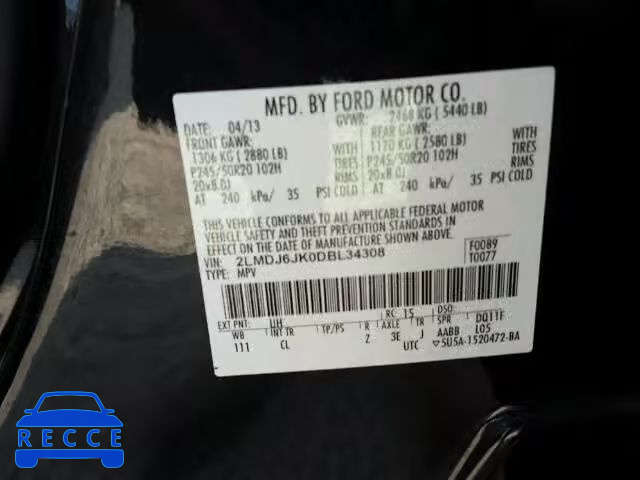 MFD. BY FORD MOTOR CO.
DATE: 04/13 GVWR: 2468 KG ( 5440 LB)
FRONT GAWR: REAR GAWR: WITH
1306 KG ( 2880 LB) 1170 KG ( 2580 LB) TIRES
P245/50R20 102H P245/50R20 102H RIMS
20x8.0J 20x8.0J
AT 240 kPa/ 35 PSI COLD AT 240 kPa/ 35 PSI COLD
THIS VEHICLE CONFORMS TO ALL APPLICABLE FEDERAL MOTOR
VEHICLE SAFETY AND THEFT PREVENTION STANDARDS IN
EFFECT ON THE DATE OF MANUFACTURE SHOWN ABOVE.
VIN: 2LMDJ6JK0DBL34308 F0089
TYPE: MPV T0077
EXT PNT: UH RC: 15 DSO:
WB INT TR TP/PS R AXLE TR SPR DQ11F
111 CL Z 3E J AABB L05
UTC ▽5U5A-1520472-BA
RECCE